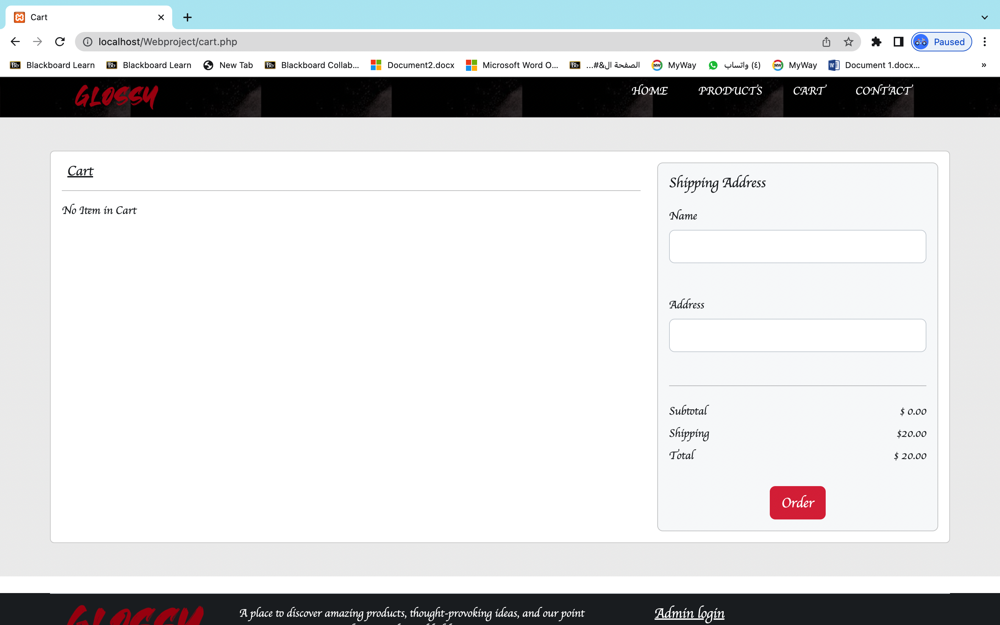 Cart
localhost/Webproject/cart.php
Paused
Blackboard Learn
Blackboard Learn
New Tab
Blackboard Collab...
Document2.docx
Microsoft Word O...
الصفحة ال&#...
MyWay
واتساب (٤)
MyWay
Document 1.docx...
»
GLOSSY
HOME
PRODUCTS
CART
CONTACT
Cart
No Item in Cart
Shipping Address
Name
Address
Subtotal $ 0.00
Shipping $20.00
Total $ 20.00
Order
GLOSSY
A place to discover amazing products, thought-provoking ideas, and our point
Admin login